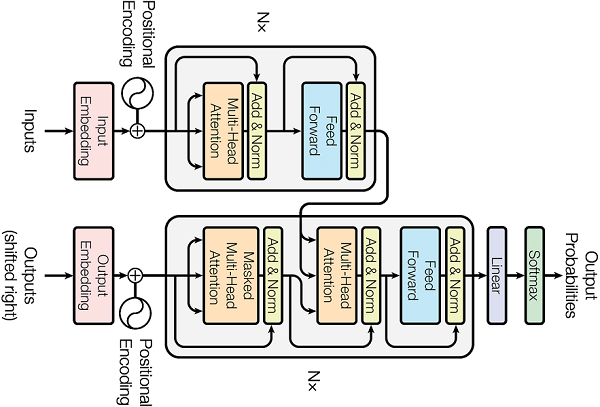 Output
Probabilities
Softmax
Linear
Add & Norm
Feed
Forward
Add & Norm
Multi-Head
Attention
Add & Norm
Masked
Multi-Head
Attention
Nx
Positional
Encoding
Output
Embedding
Outputs
(shifted right)
Add & Norm
Feed
Forward
Add & Norm
Multi-Head
Attention
Nx
Positional
Encoding
Input
Embedding
Inputs